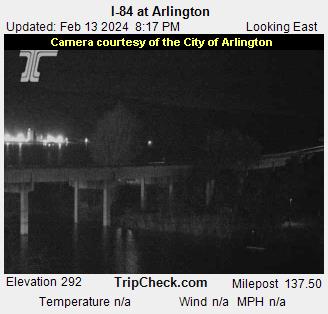 I-84 at Arlington
Updated: Feb 13 2024 8:17 PM Looking East
Camera courtesy of the City of Arlington
Elevation 292 TripCheck.com Milepost 137.50
Temperature n/a Wind n/a MPH n/a